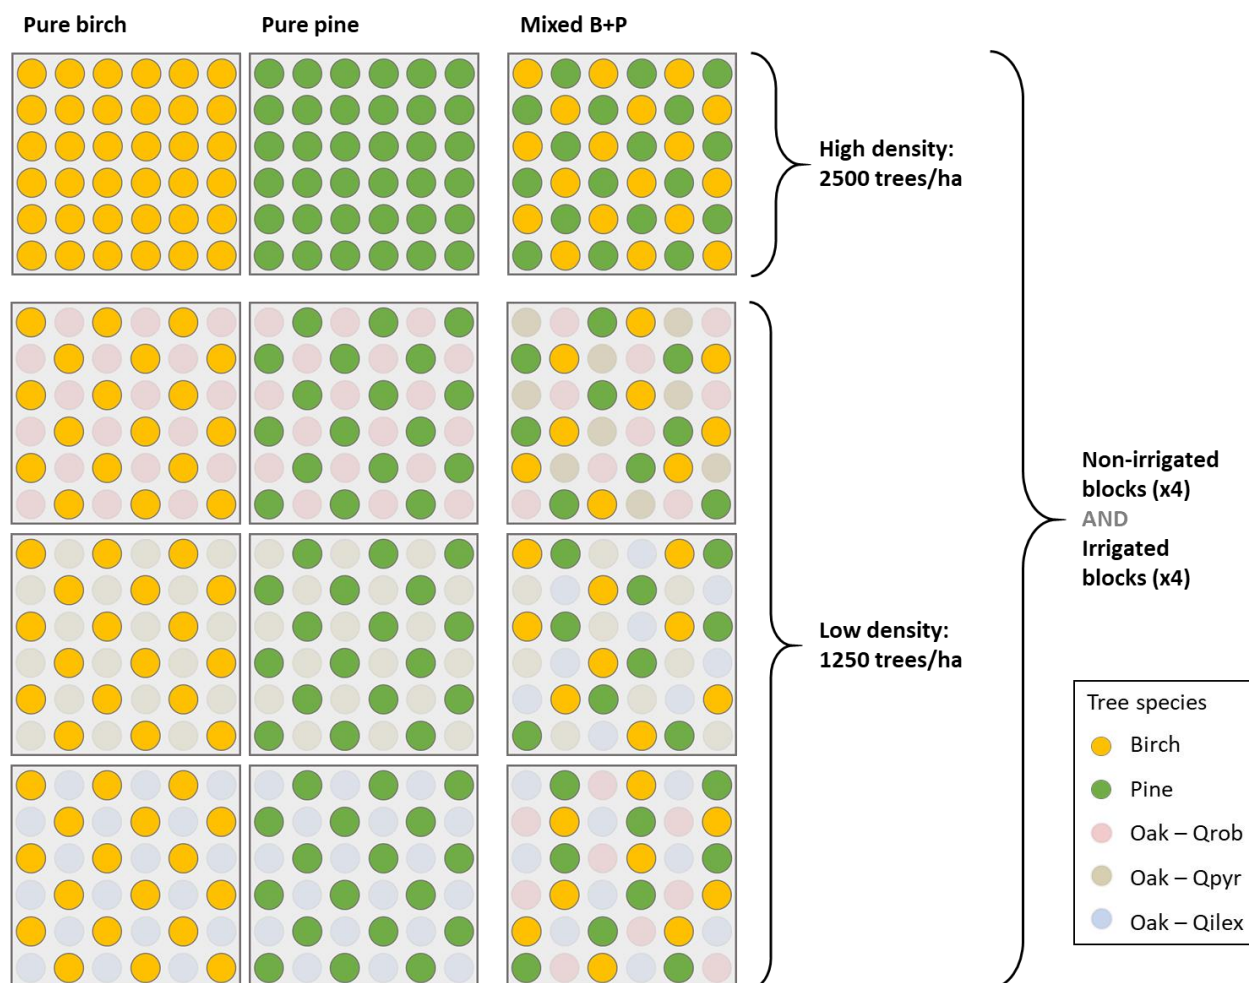 Pure birch
Pure pine
Mixed B+P
High density:
2500 trees/ha
Low density:
1250 trees/ha
Non-irrigated
blocks (x4)
AND
Irrigated
blocks (x4)
Tree species
Birch
Pine
Oak – Qrob
Oak – Qpyr
Oak – Qilex